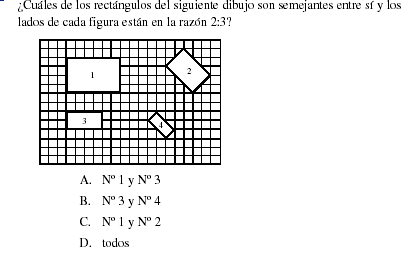 ¿Cuáles de los rectángulos del siguiente dibujo son semejantes entre sí y los
lados de cada figura están en la razón 2:3?
1
2
3
4
A. Nº 1 y Nº 3
B. Nº 3 y Nº 4
C. Nº 1 y Nº 2
D. todos